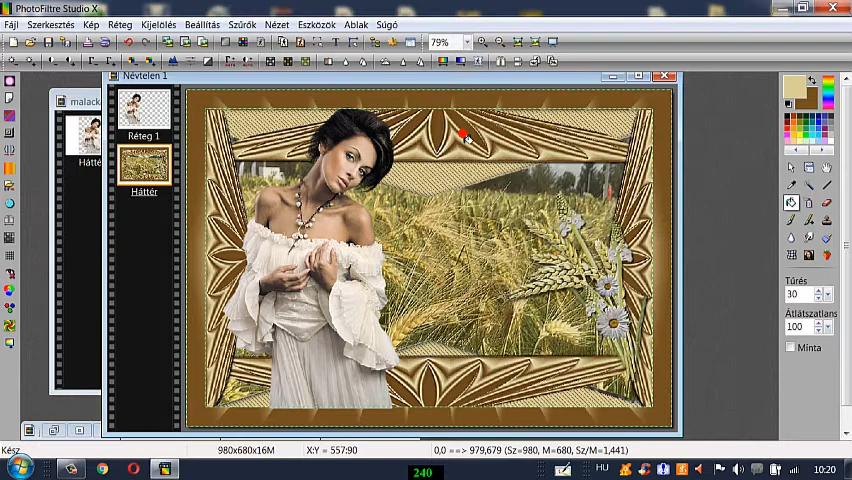 PhotoFiltre Studio X
Fájl Szerkesztés Kép Réteg Kijelölés Beállítás Szűrők Nézet Eszközök Ablak Súgó
79%
malack
Névtelen 1
Réteg 1
Háttér
Hátté
Tűrés
30
Átlátszatlans
100
Minta
Kész
980x680x16M
X:Y = 557:90
0,0 ==> 979,679 (Sz=980, M=680, Sz/M=1,441)
240
HU
10:20